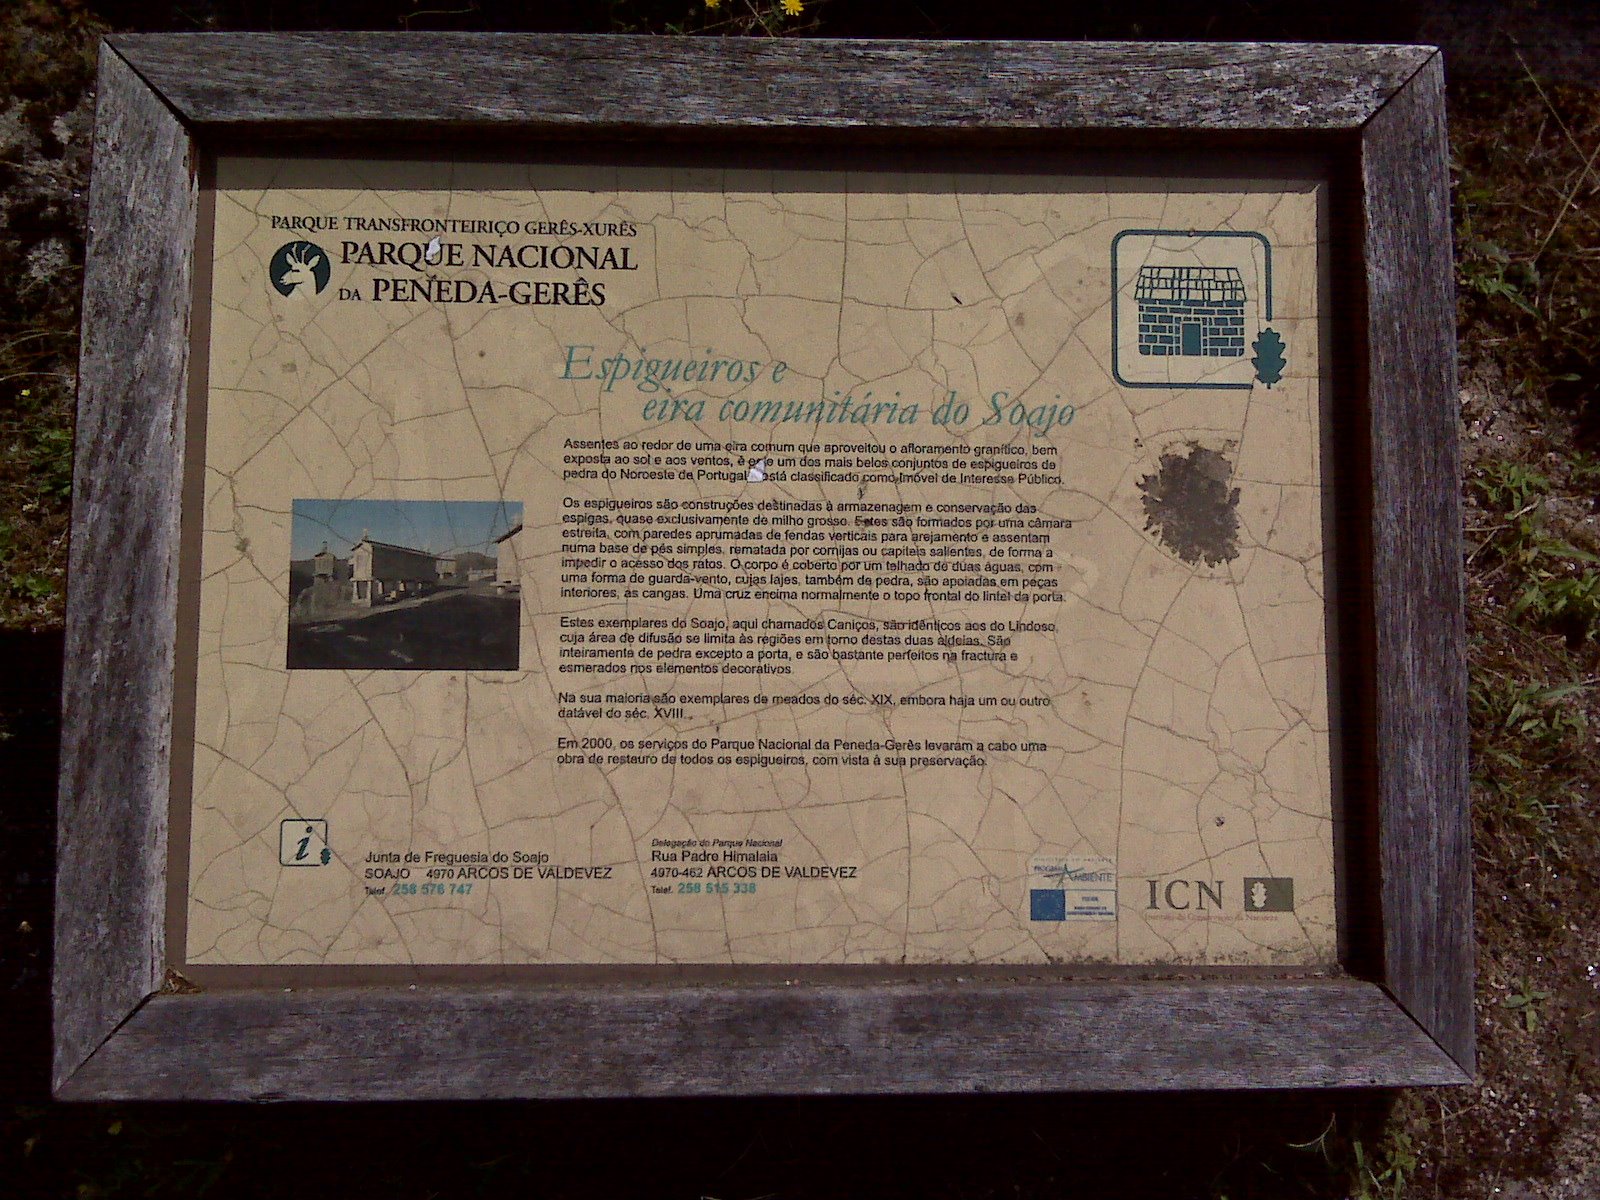 PARQUE TRANSFRONTEIRIÇO GERÊS-XURÊS
PARQUE NACIONAL
DA PENEDA-GERÊS
Espigueiros e
eira comunitária do Soajo
Assentes ao redor de uma eira comum que aproveitou o afloramento granítico, bem
exposta ao sol e aos ventos, é este um dos mais belos conjuntos de espigueiros de
pedra do Noroeste de Portugal está classificado como Imóvel de Interesse Público.
Os espigueiros são construções destinadas à armazenagem e conservação das
espigas, quase exclusivamente de milho grosso. Estes são formados por uma câmara
estreita, com paredes aprumadas de fendas verticais para arejamento e assentam
numa base de pés simples, rematada por cornijas ou capiteis salientes, de forma a
impedir o acesso dos ratos. O corpo é coberto por um telhado de duas águas, com
uma forma de guarda-vento, cujas lajes, também de pedra, são apoiadas em peças
interiores, as cangas. Uma cruz encima normalmente o topo frontal do lintel da porta.
Estes exemplares do Soajo, aqui chamados Caniços, são idênticos aos do Lindoso,
cuja área de difusão se limita às regiões em torno destas duas aldeias. São
inteiramente de pedra excepto a porta, e são bastante perfeitos na fractura e
esmerados nos elementos decorativos.
Na sua maioria são exemplares de meados do séc. XIX, embora haja um ou outro
datável do séc. XVIII.
Em 2000, os serviços do Parque Nacional da Peneda-Gerês levaram a cabo uma
obra de restauro de todos os espigueiros, com vista à sua preservação.
i
Junta de Freguesia do Soajo
SOAJO 4970 ARCOS DE VALDEVEZ
Telef. 258 576 747
Delegação do Parque Nacional
Rua Padre Himalaia
4970-462 ARCOS DE VALDEVEZ
Telef. 258 515 338
AMBIENTE
ICN
Instituto da Conservação da Natureza